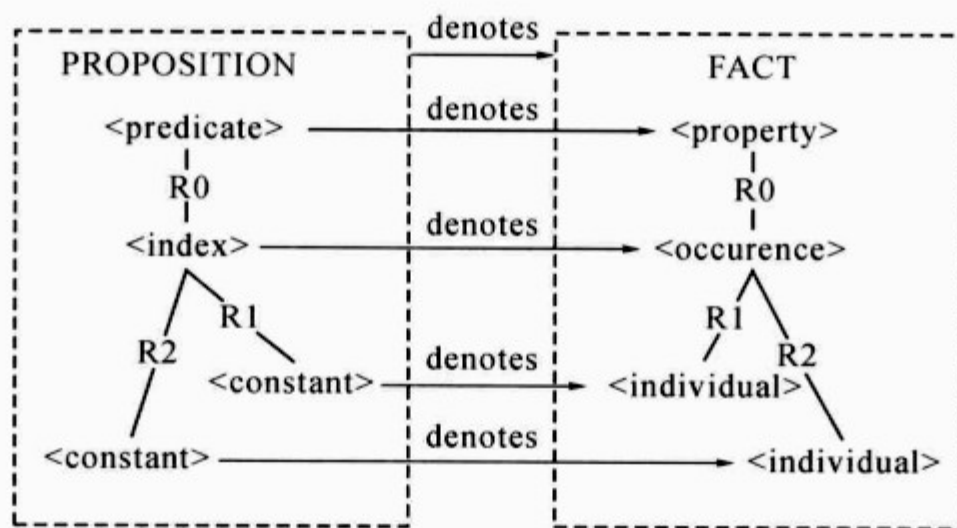 denotes
PROPOSITION FACT
denotes
<predicate> <property>
R0 R0
denotes
<index> <occurence>
R1 R1
R2 R2
denotes
<constant> <individual>
denotes
<constant> <individual>